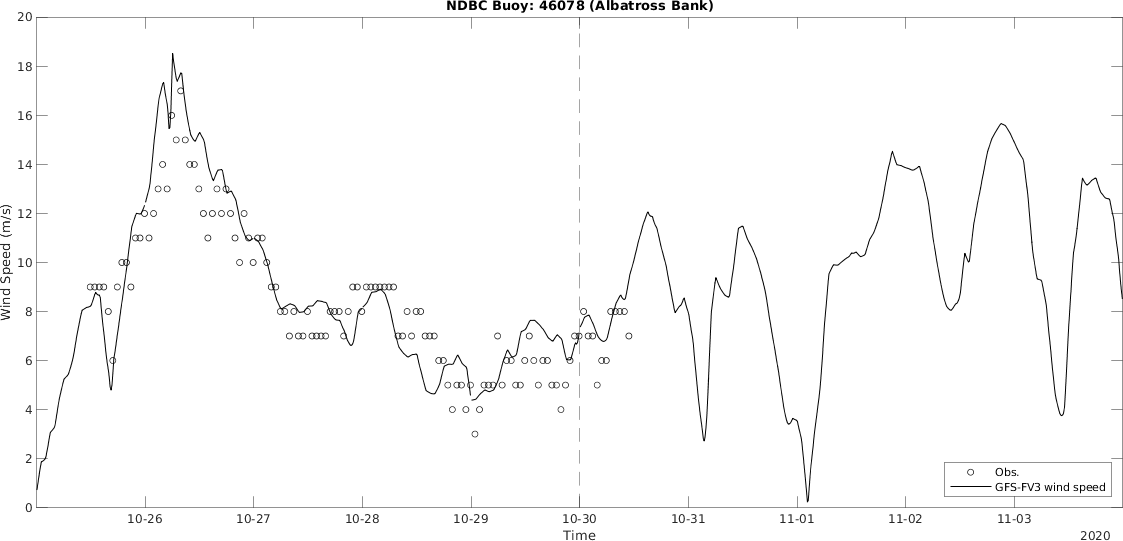 NDBC Buoy: 46078 (Albatross Bank)
20
18
16
14
12
10
8
6
4
2
0
Wind Speed (m/s)
10-26 10-27 10-28 10-29 10-30 10-31 11-01 11-02 11-03
Time
2020
Obs.
GFS-FV3 wind speed